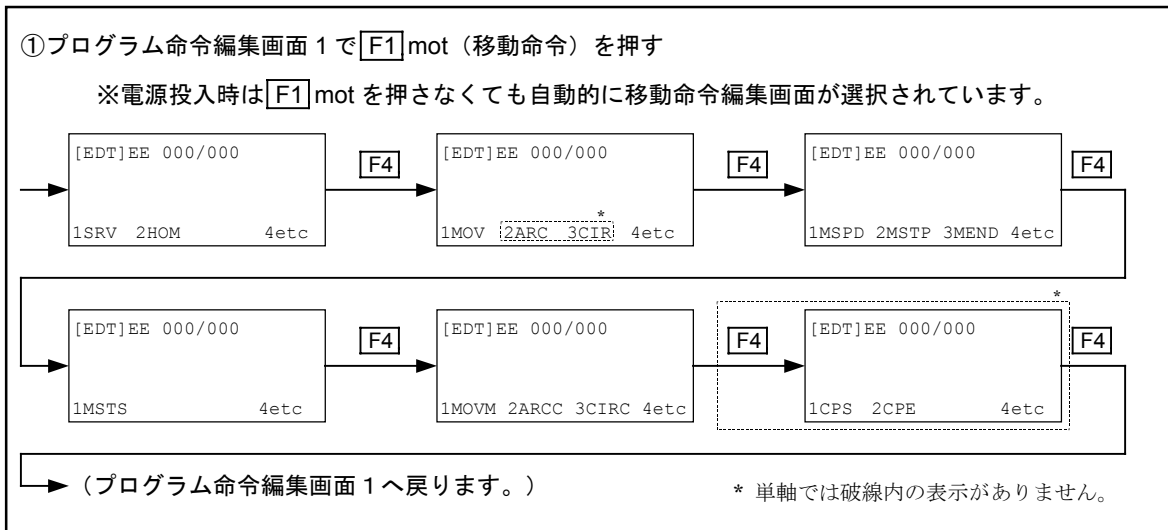 ①プログラム命令編集画面 1 で F1 mot（移動命令）を押す
※電源投入時は F1 mot を押さなくても自動的に移動命令編集画面が選択されています。
[EDT]EE 000/000
1SRV 2HOM 4etc
F4
[EDT]EE 000/000
*
1MOV 2ARC 3CIR 4etc
F4
[EDT]EE 000/000
1MSPD 2MSTP 3MEND 4etc
F4
[EDT]EE 000/000
1MSTS 4etc
F4
[EDT]EE 000/000
1MOVM 2ARCC 3CIRC 4etc
F4
*
[EDT]EE 000/000
1CPS 2CPE 4etc
F4
（プログラム命令編集画面 1 へ戻ります。）
* 単軸では破線内の表示がありません。